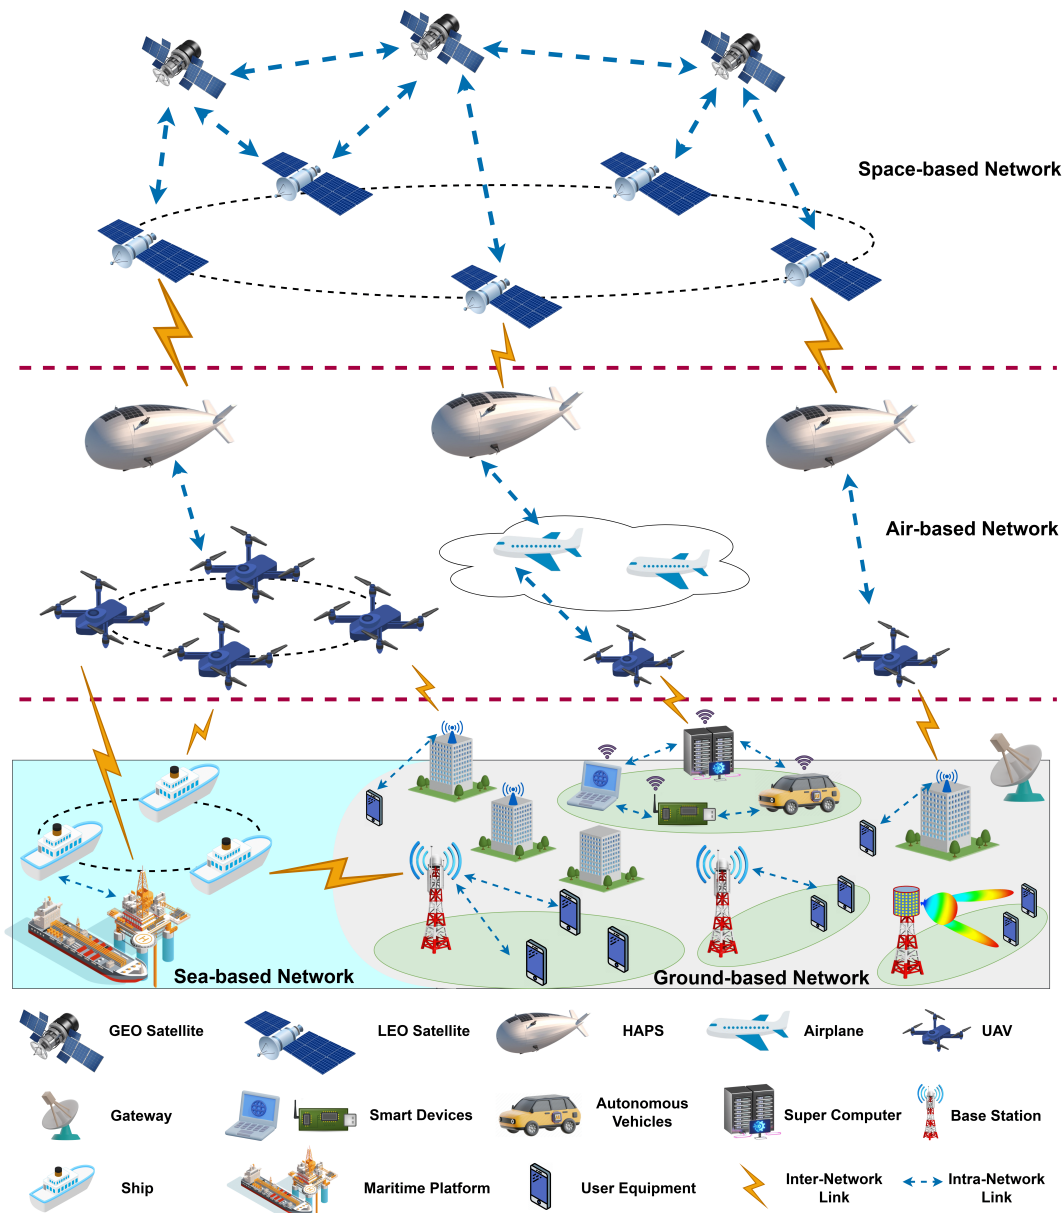 Space-based Network
Air-based Network
Sea-based Network
Ground-based Network
GEO Satellite
LEO Satellite
HAPS
Airplane
UAV
Gateway
Smart Devices
Autonomous
Vehicles
Super Computer
Base Station
Ship
Maritime Platform
User Equipment
Inter-Network
Link
Intra-Network
Link